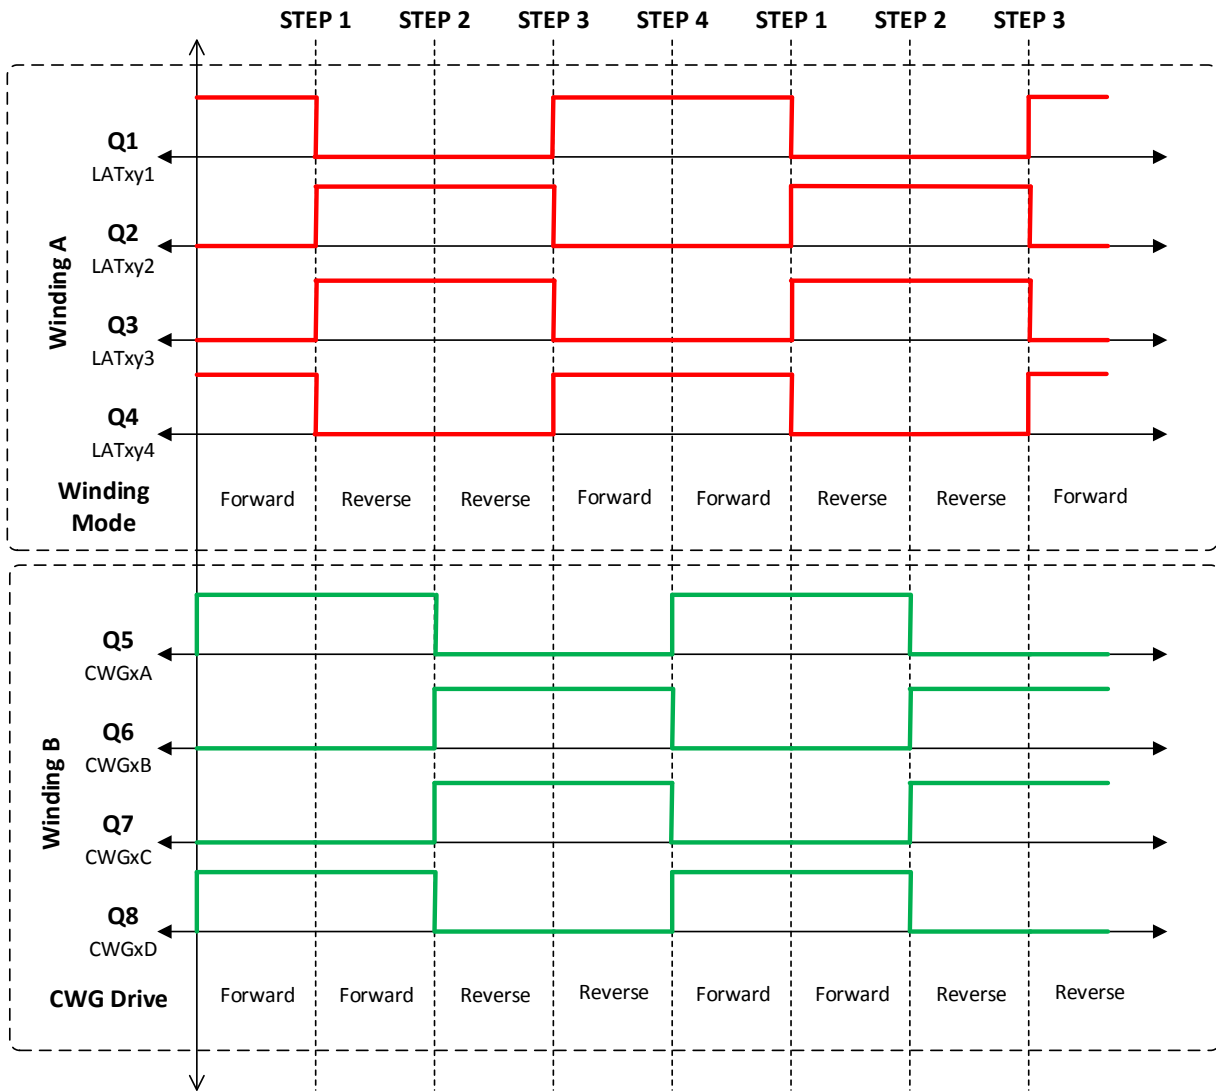 STEP 1 STEP 2 STEP 3 STEP 4 STEP 1 STEP 2 STEP 3
Winding A
Q1
LATxy1
Q2
LATxy2
Q3
LATxy3
Q4
LATxy4
Winding
Mode
Forward Reverse Reverse Forward Forward Reverse Reverse Forward
Winding B
Q5
CWGxA
Q6
CWGxB
Q7
CWGxC
Q8
CWGxD
CWG Drive Forward Forward Reverse Reverse Forward Forward Reverse Reverse